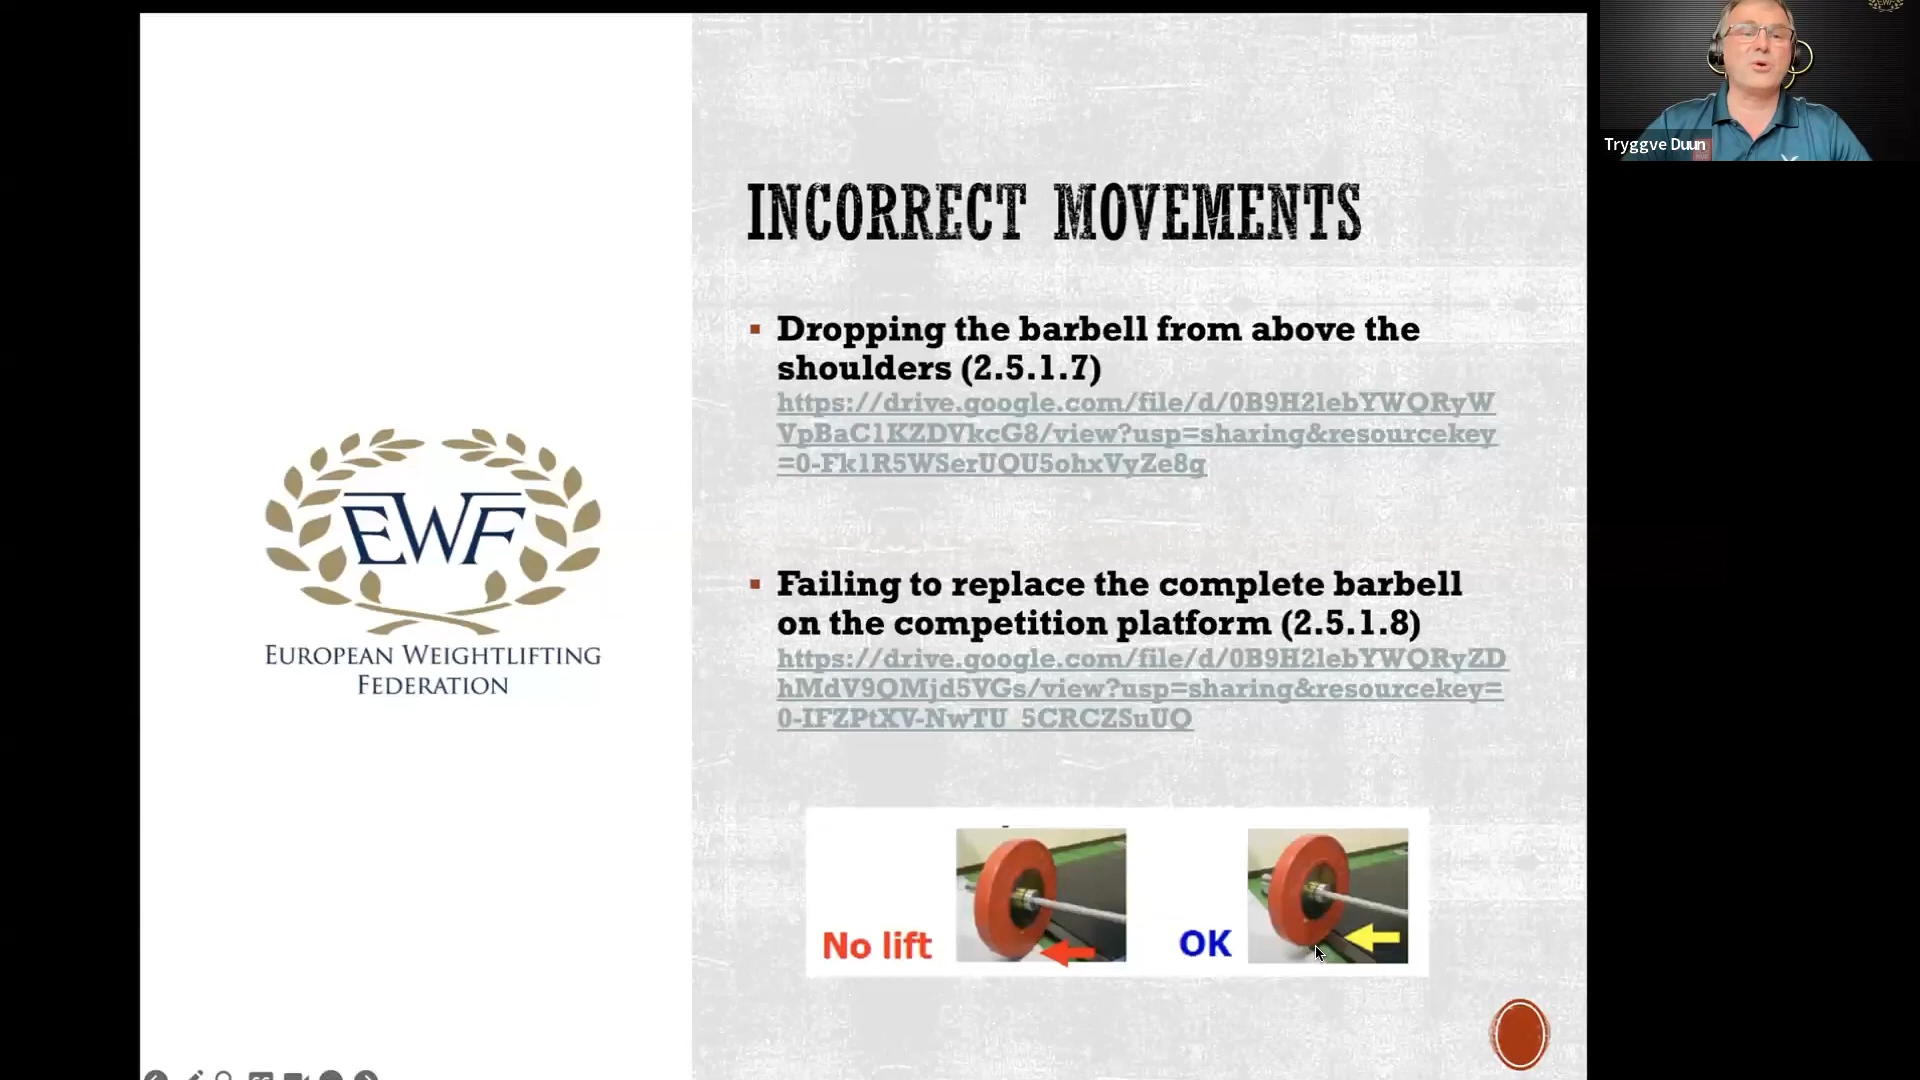 Tryggve Duun
INCORRECT MOVEMENTS
Dropping the barbell from above the
shoulders (2.5.1.7)
https://drive.google.com/file/d/0B9H2lebYWQRyW
VpBaC1KZDVkcG8/view?usp=sharing&resourcekey
=0-Fk1R5WSerUQU5ohxVyZe8g
Failing to replace the complete barbell
on the competition platform (2.5.1.8)
https://drive.google.com/file/d/0B9H2lebYWQRyZD
hMdV9QMjd5VGs/view?usp=sharing&resourcekey=
0-IFZPtXV-NwTU_5CRCZSuUQ
EWF
EUROPEAN WEIGHTLIFTING
FEDERATION
No lift
OK